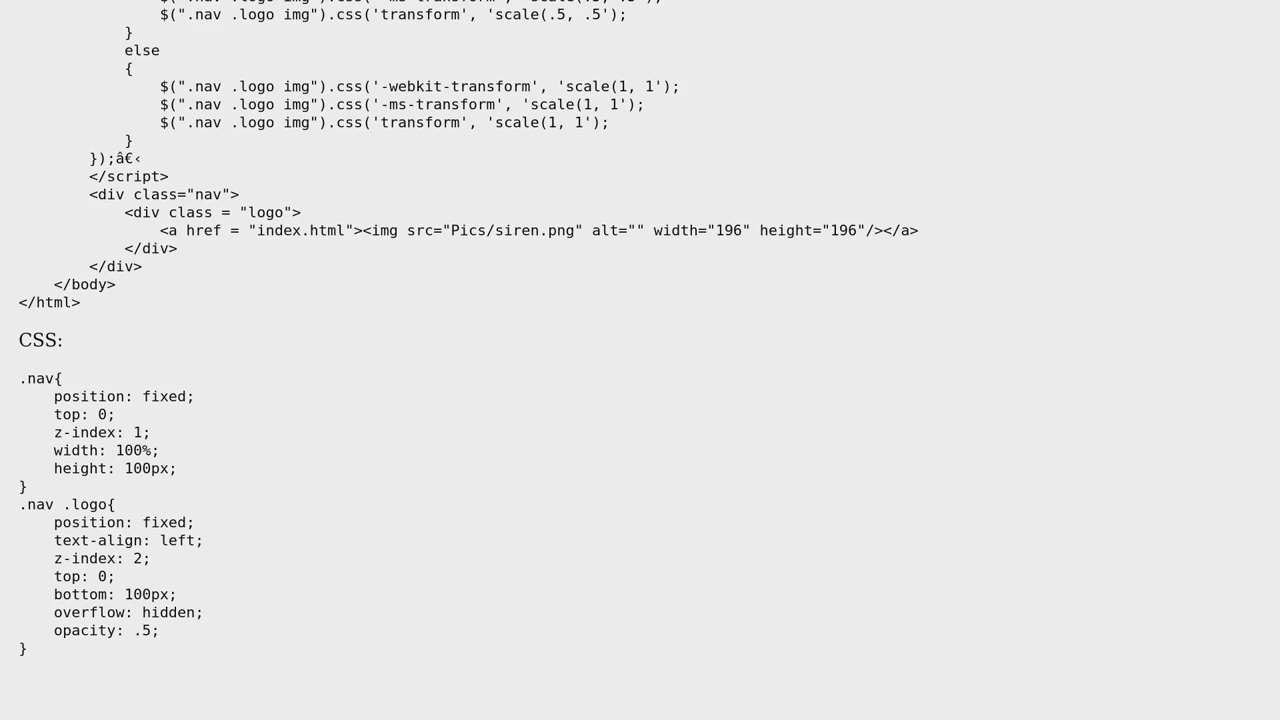 $(".nav .logo img").css('transform', 'scale(.5, .5');
}
else
{
$(".nav .logo img").css('-webkit-transform', 'scale(1, 1');
$(".nav .logo img").css('-ms-transform', 'scale(1, 1');
$(".nav .logo img").css('transform', 'scale(1, 1');
}
});â€‹
</script>
<div class="nav">
<div class = "logo">
<a href = "index.html"><img src="Pics/siren.png" alt="" width="196" height="196"/></a>
</div>
</div>
</body>
</html>
CSS:
.nav{
position: fixed;
top: 0;
z-index: 1;
width: 100%;
height: 100px;
}
.nav .logo{
position: fixed;
text-align: left;
z-index: 2;
top: 0;
bottom: 100px;
overflow: hidden;
opacity: .5;
}